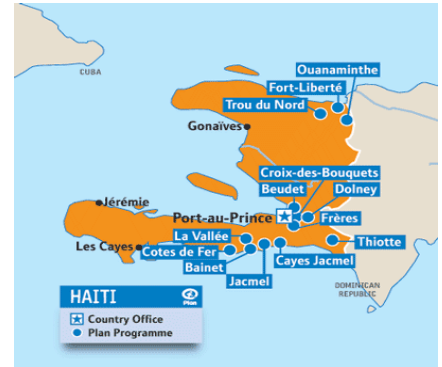 CUBA
Ouanaminthe
Fort-Liberté
Trou du Nord
Gonaïves
Croix-des-Bouquets
Beudet
Dolney
Jérémie
Port-au-Prince
Frères
La Vallée
Les Cayes
Cotes de Fer
Thiotte
Bainet
Cayes Jacmel
Jacmel
DOMINICAN
REPUBLIC
HAITI
Plan
Country Office
Plan Programme